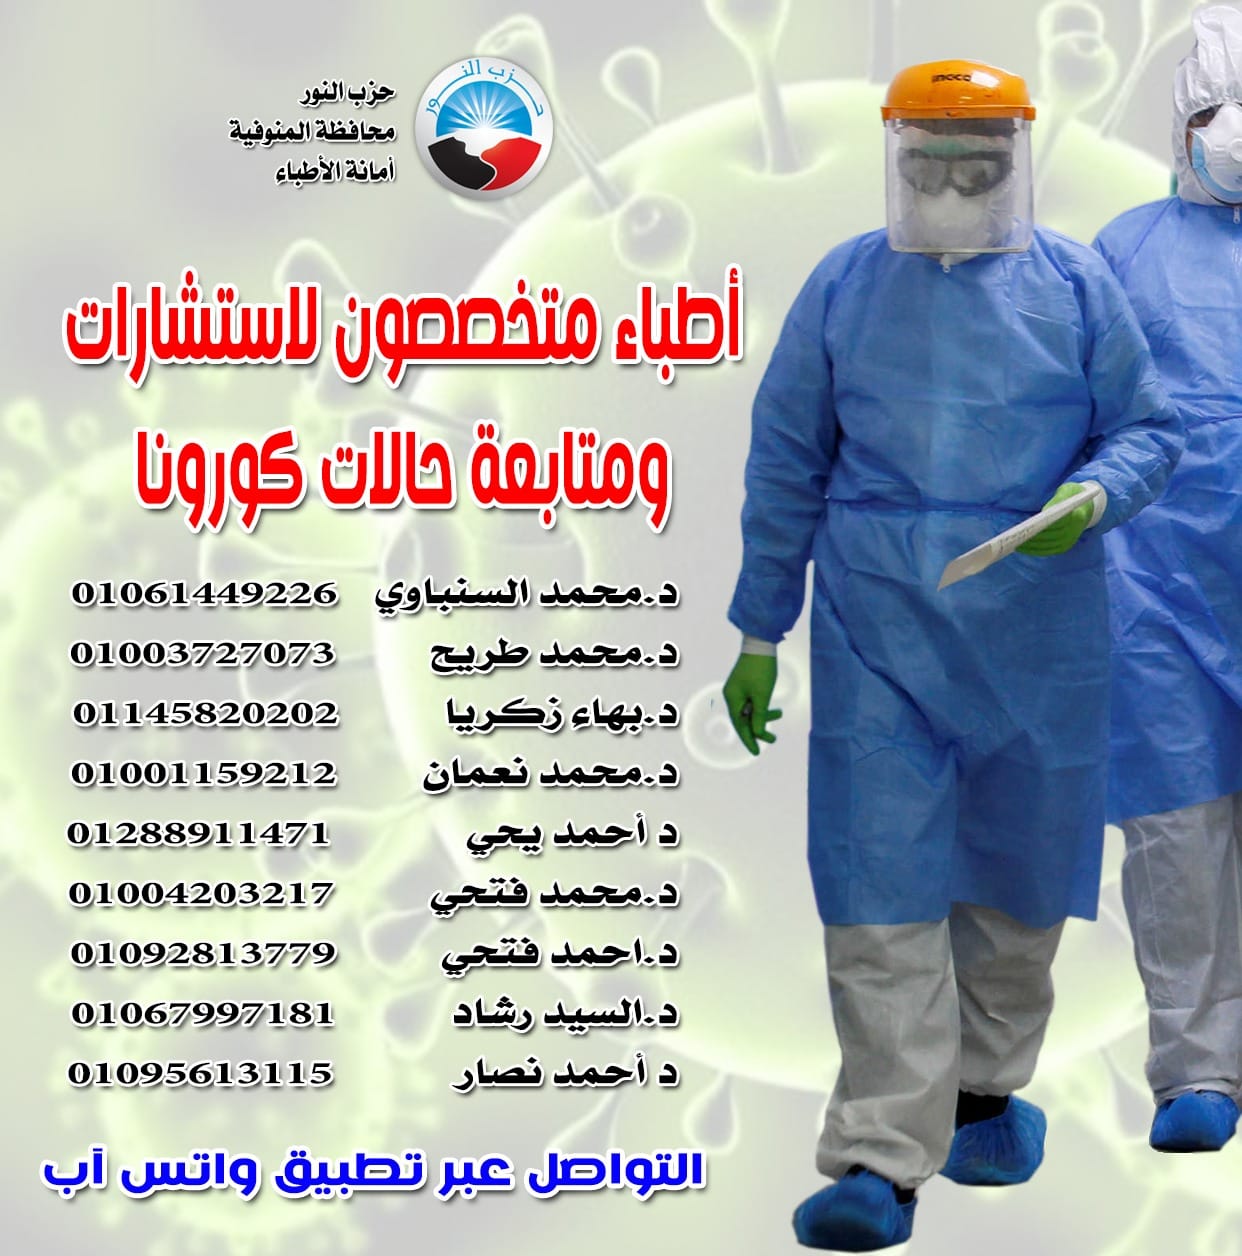 حزب النور
حزب النور
محافظة المنوفية
أمانة الأطباء
INGCO
أطباء متخصصون لاستشارات
ومتابعة حالات كورونا
د.محمد السنباوي 01061449226
د.محمد طريح 01003727073
د.بهاء زكريا 01145820202
د.محمد نعمان 01001159212
د أحمد يحي 01288911471
د.محمد فتحي 01004203217
د.احمد فتحي 01092813779
د.السيد رشاد 01067997181
د أحمد نصار 01095613115
التواصل عبر تطبيق واتس آب